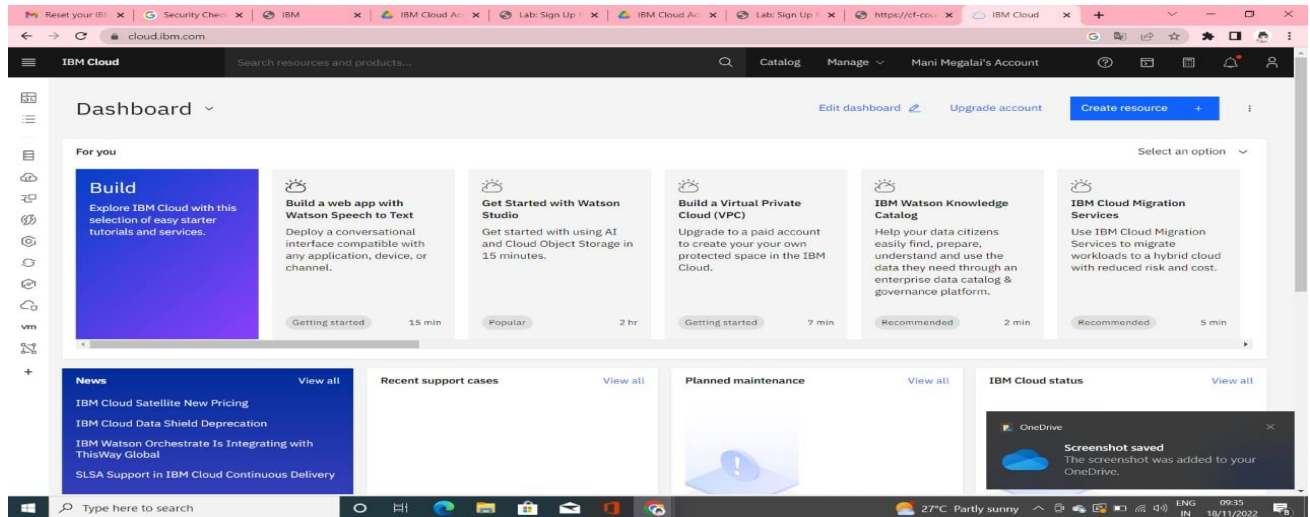 Reset your IBM
Security Check
IBM
IBM Cloud Ac
Lab: Sign Up
IBM Cloud Ac
Lab: Sign Up
https://cf-cou
IBM Cloud
cloud.ibm.com
IBM Cloud
Search resources and products...
Catalog
Manage
Mani Megalai's Account
Dashboard
Edit dashboard
Upgrade account
Create resource +
For you
Select an option
Build
Explore IBM Cloud with this
selection of easy starter
tutorials and services.
Build a web app with
Watson Speech to Text
Deploy a conversational
interface compatible with
any application, device, or
channel.
Getting started
15 min
Get Started with Watson
Studio
Get started with using AI
and Cloud Object Storage in
15 minutes.
Popular
2 hr
Build a Virtual Private
Cloud (VPC)
Upgrade to a paid account
to create your your own
protected space in the IBM
Cloud.
Getting started
7 min
IBM Watson Knowledge
Catalog
Help your data citizens
easily find, prepare,
understand and use the
data they need through an
enterprise data catalog &
governance platform.
Recommended
2 min
IBM Cloud Migration
Services
Use IBM Cloud Migration
Services to migrate
workloads to a hybrid cloud
with reduced risk and cost.
Recommended
5 min
vm
News
View all
IBM Cloud Satellite New Pricing
IBM Cloud Data Shield Deprecation
IBM Watson Orchestrate Is Integrating with
ThisWay Global
SLSA Support in IBM Cloud Continuous Delivery
Recent support cases
View all
Planned maintenance
View all
IBM Cloud status
View all
OneDrive
Screenshot saved
The screenshot was added to your
OneDrive.
Type here to search
27°C Partly sunny
ENG
IN
09:35
18/11/2022